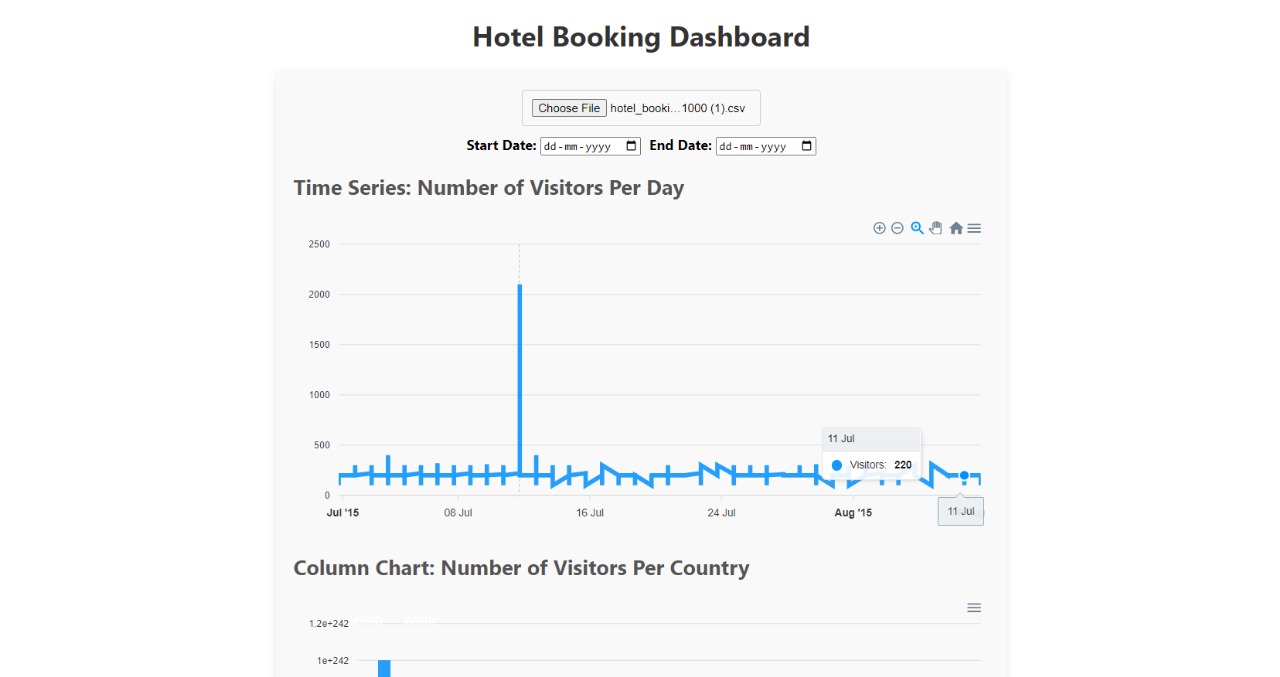 Hotel Booking Dashboard
Choose File hotel_booki...1000 (1).csv
Start Date: dd-mm-yyyy End Date: dd-mm-yyyy
Time Series: Number of Visitors Per Day
2500
2000
1500
1000
500
0
11 Jul
Visitors: 220
Jul '15 08 Jul 16 Jul 24 Jul Aug '15
11 Jul
Column Chart: Number of Visitors Per Country
1.2e+242
1e+242